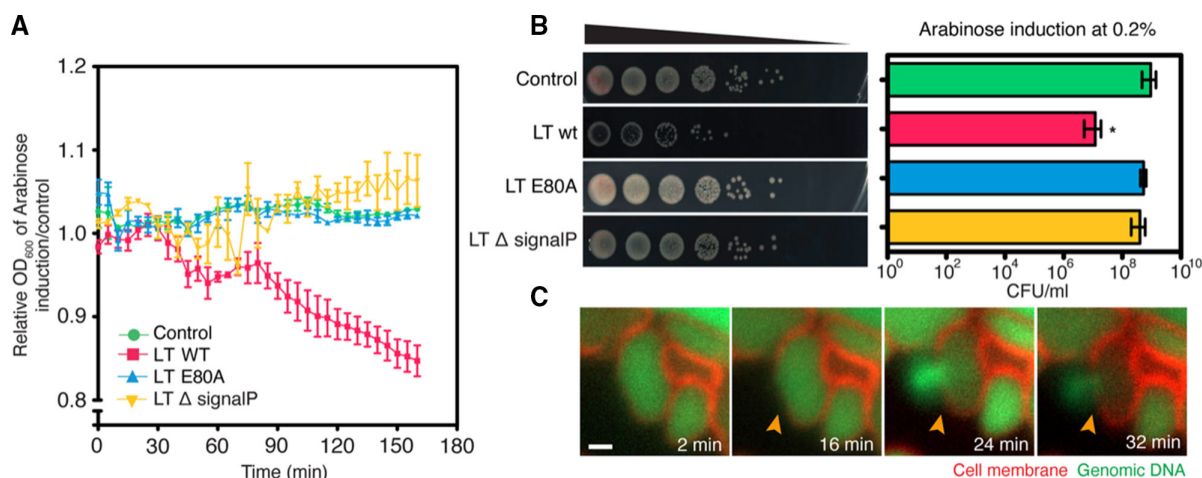 A
Relative OD600 of Arabinose
induction/control
1.2
1.1
1.0
0.9
0.8
Control
LT WT
LT E80A
LT Δ signalP
0 30 60 90 120 150 180
Time (min)
B
Arabinose induction at 0.2%
Control
LT wt
LT E80A
LT Δ signalP
*
10^0 10^2 10^4 10^6 10^8 10^10
CFU/ml
C
2 min 16 min 24 min 32 min
Cell membrane Genomic DNA